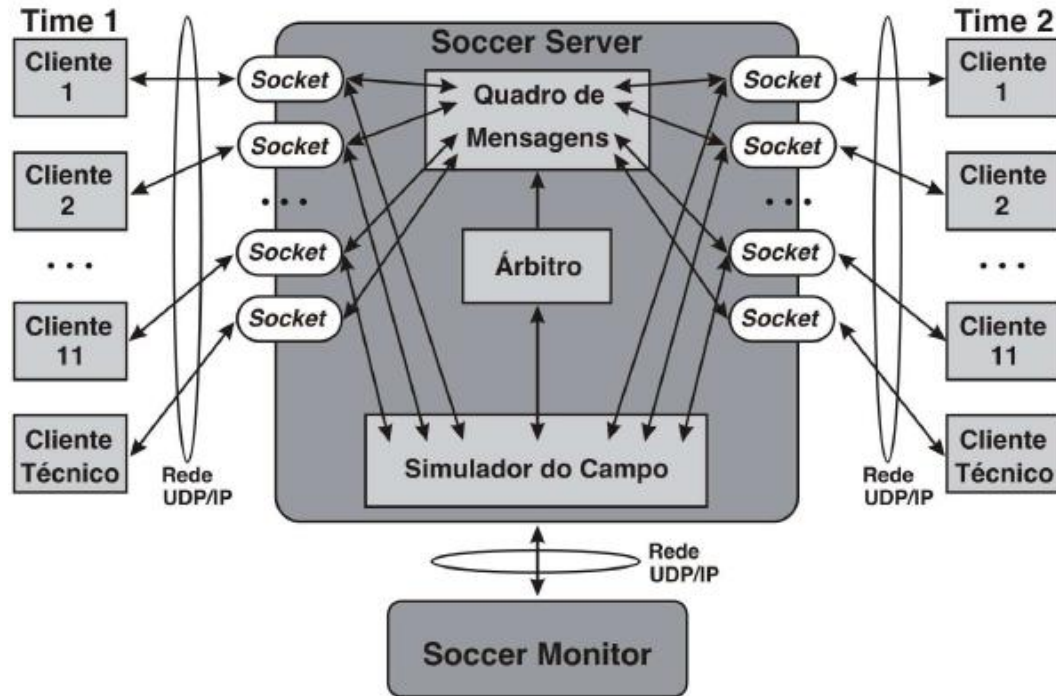 Time 1
Soccer Server
Time 2
Cliente
1
Socket
Quadro de
Mensagens
Socket
Cliente
1
Cliente
2
Socket
Socket
Cliente
2
. . .
. . .
. . .
Socket
Árbitro
Socket
. . .
Cliente
11
Socket
Socket
Cliente
11
Cliente
Técnico
Rede
UDP/IP
Simulador do Campo
Rede
UDP/IP
Cliente
Técnico
Rede
UDP/IP
Soccer Monitor